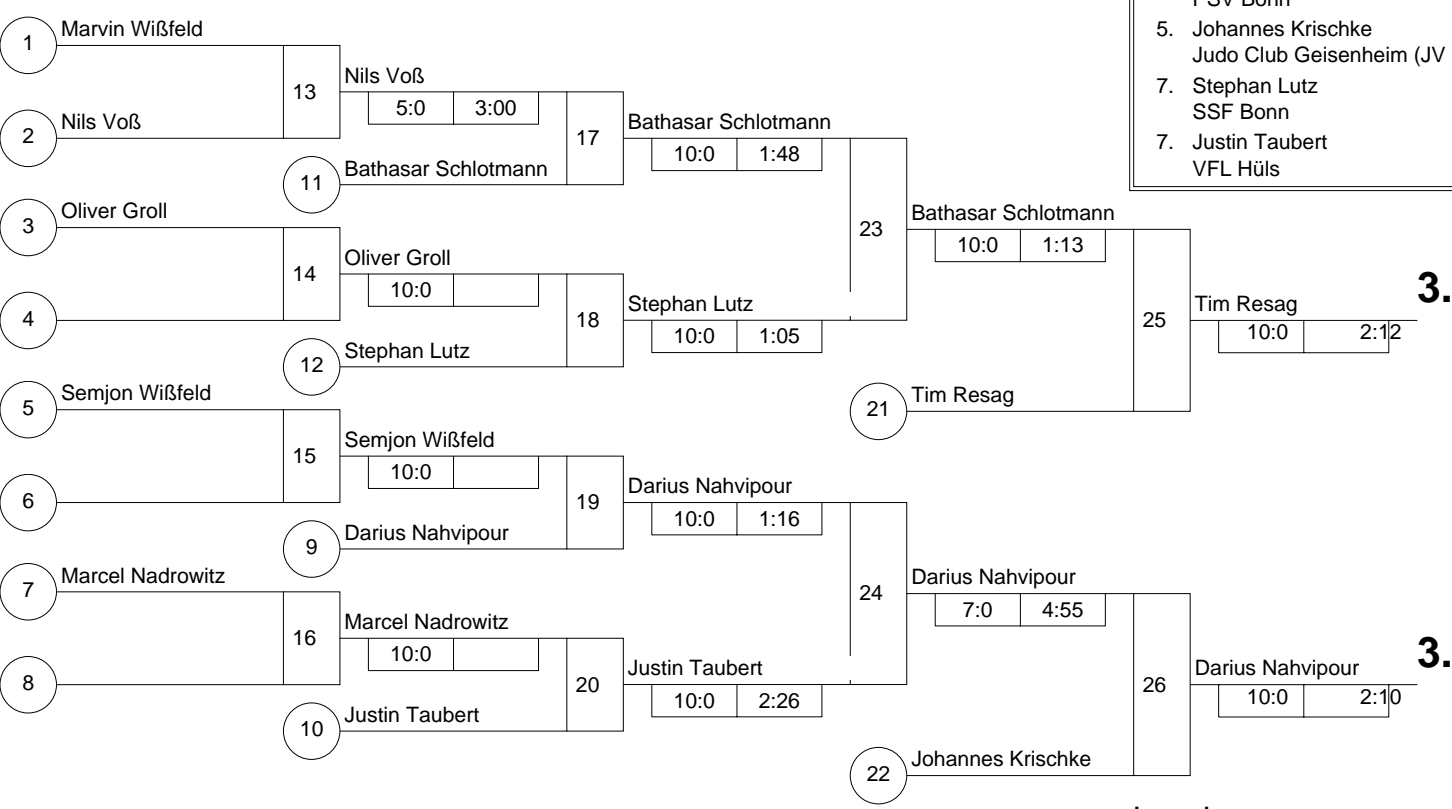 PSV Bonn
5. Johannes Krischke
Judo Club Geisenheim (JV
7. Stephan Lutz
SSF Bonn
7. Justin Taubert
VFL Hüls
1 Marvin Wißfeld
13
Nils Voß
5:0 3:00
2 Nils Voß
17
Bathasar Schlotmann
10:0 1:48
11 Bathasar Schlotmann
3 Oliver Groll
23
Bathasar Schlotmann
10:0 1:13
14
Oliver Groll
10:0
4
18
Stephan Lutz
10:0 1:05
12 Stephan Lutz
25
Tim Resag
10:0 2:12
3.
21 Tim Resag
5 Semjon Wißfeld
15
Semjon Wißfeld
10:0
6
19
Darius Nahvipour
10:0 1:16
9 Darius Nahvipour
7 Marcel Nadrowitz
24
Darius Nahvipour
7:0 4:55
16
Marcel Nadrowitz
10:0
8
20
Justin Taubert
10:0 2:26
10 Justin Taubert
26
Darius Nahvipour
10:0 2:10
3.
22 Johannes Krischke